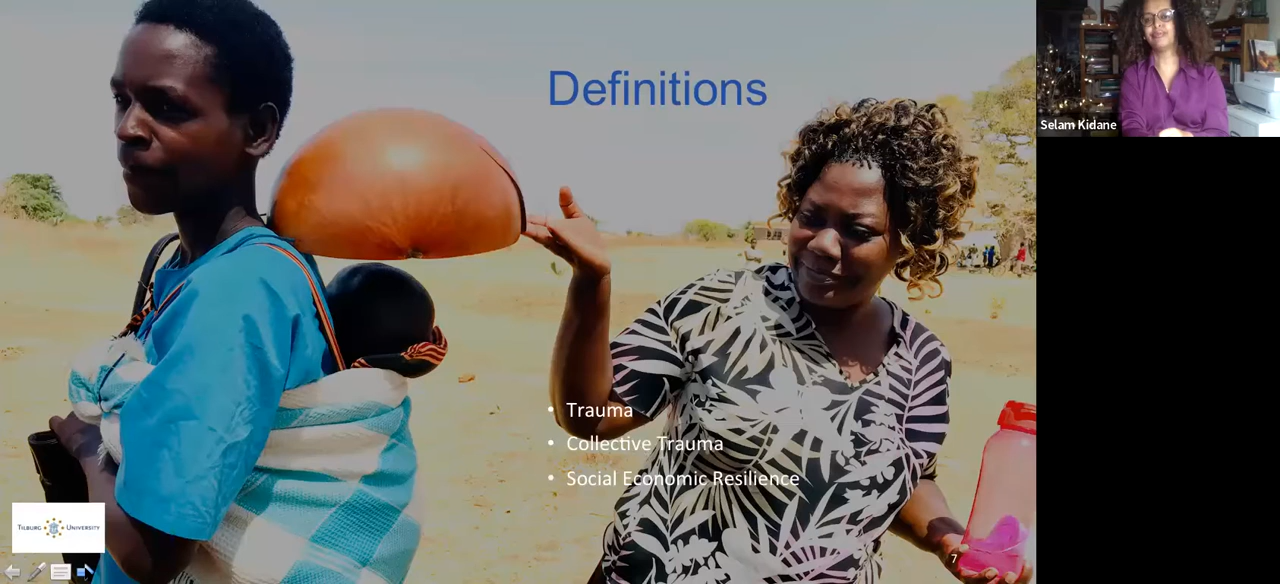 Definitions
Selam Kidane
• Trauma
• Collective Trauma
• Social Economic Resilience
TILBURG UNIVERSITY
7